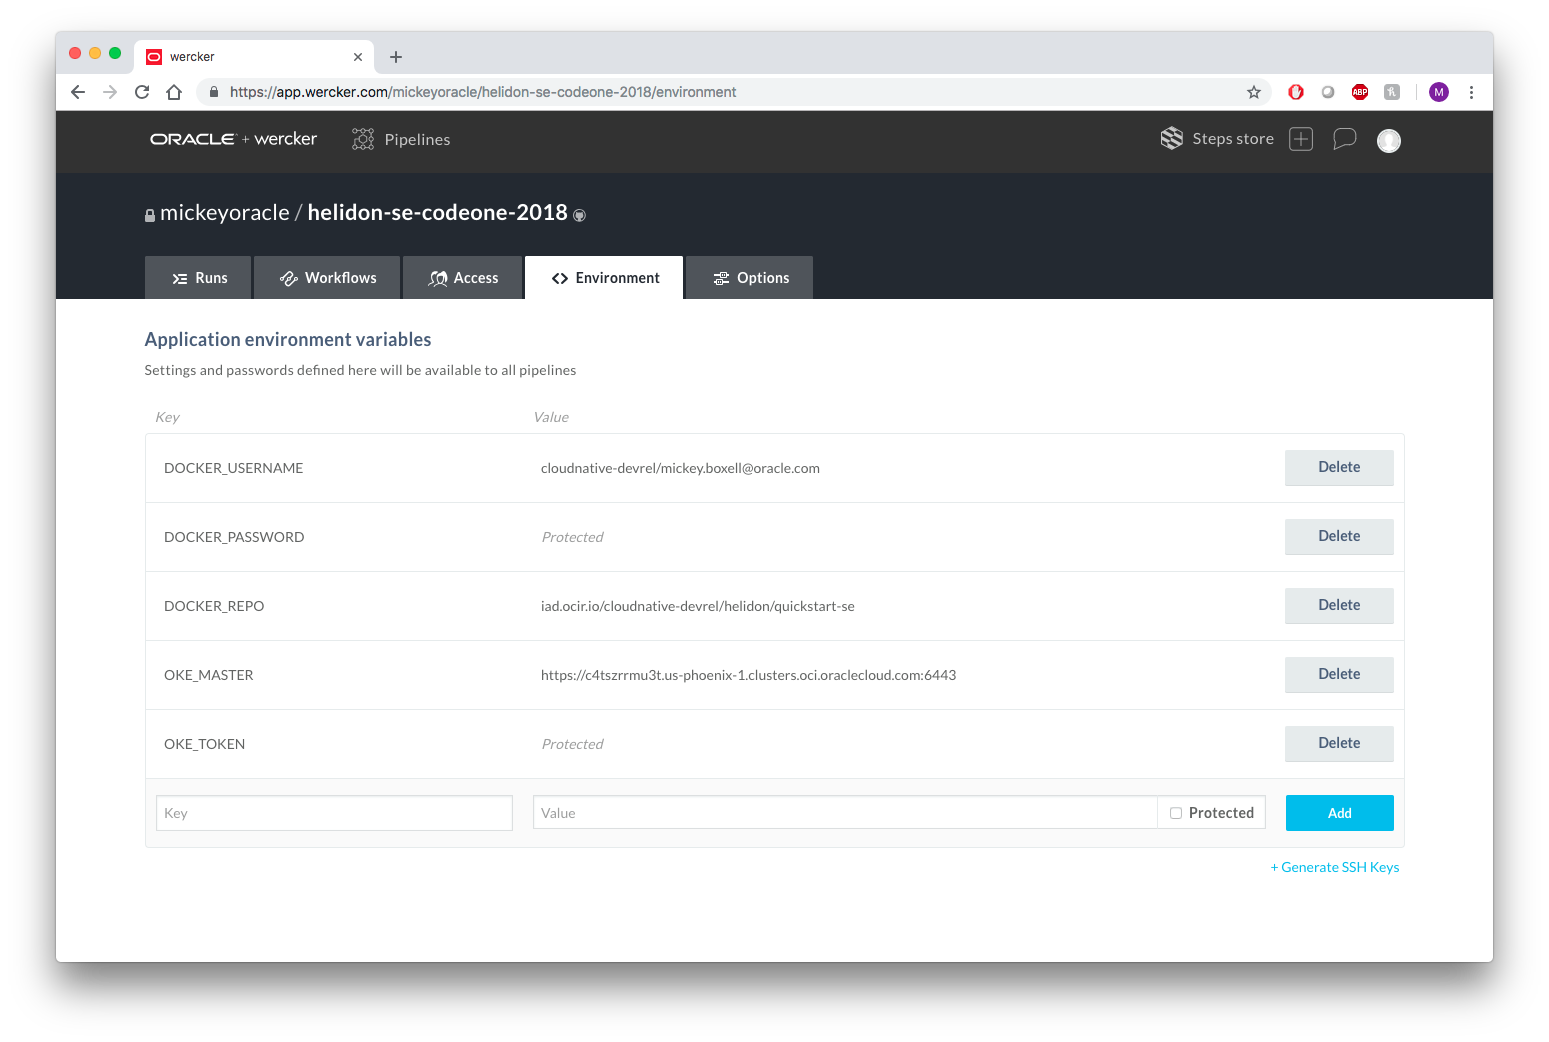 wercker
https://app.wercker.com/mickeyoracle/helidon-se-codeone-2018/environment
ABP
M
ORACLE + wercker
Pipelines
Steps store
mickeyoracle / helidon-se-codeone-2018
Runs
Workflows
Access
Environment
Options
Application environment variables
Settings and passwords defined here will be available to all pipelines
Key Value
DOCKER_USERNAME cloudnative-devrel/mickey.boxell@oracle.com Delete
DOCKER_PASSWORD Protected Delete
DOCKER_REPO iad.ocir.io/cloudnative-devrel/helidon/quickstart-se Delete
OKE_MASTER https://c4tszrrmu3t.us-phoenix-1.clusters.oci.oraclecloud.com:6443 Delete
OKE_TOKEN Protected Delete
Key Value Protected Add
+ Generate SSH Keys